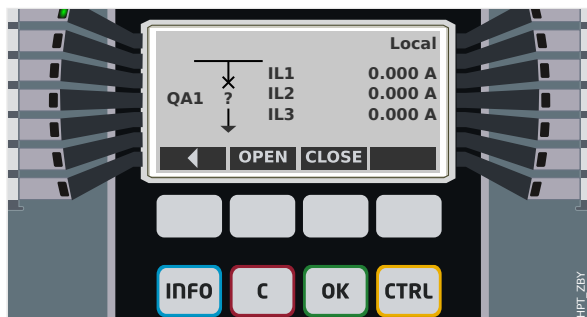 Local
IL1 0.000 A
QA1 ? IL2 0.000 A
IL3 0.000 A
OPEN CLOSE
INFO C OK CTRL
HPT_ZBY